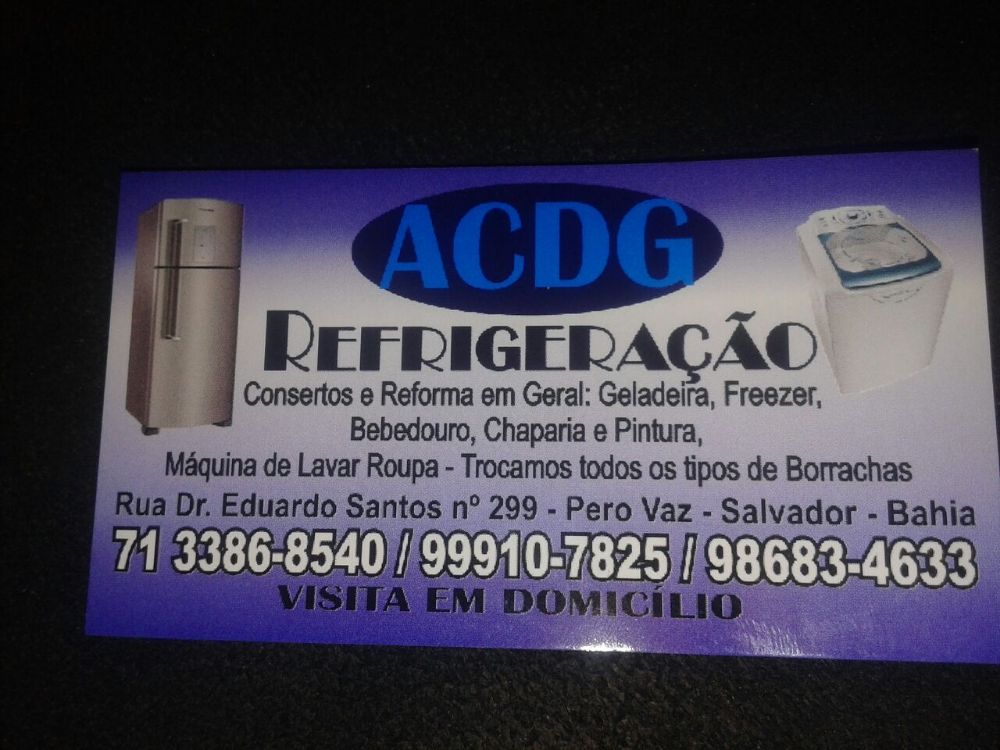 ACDG
REFRIGERAÇÃO
Consertos e Reforma em Geral: Geladeira, Freezer,
Bebedouro, Chaparia e Pintura,
Máquina de Lavar Roupa - Trocamos todos os tipos de Borrachas
Rua Dr. Eduardo Santos nº 299 - Pero Vaz - Salvador - Bahia
71 3386-8540 / 99910-7825 / 98683-4633
VISITA EM DOMICÍLIO